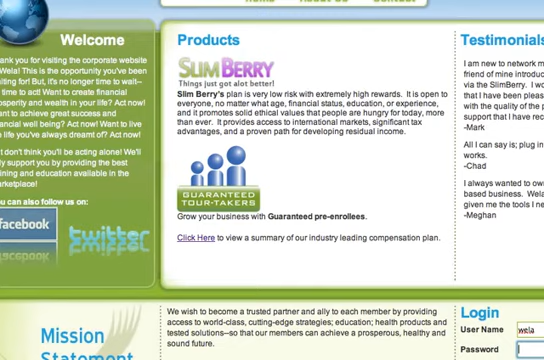 Home About Us Contact
Welcome
ank you for visiting the corporate website
Wela! This is the opportunity you've been
iting for! But, it's no longer time to wait--
time to act! Want to create financial
osperity and wealth in your life? Act now!
ant to achieve great success and
ancial well being? Act now! Want to live
e life you've always dreamt of? Act now!
t don't think you'll be acting alone! We'll
ly support you by providing the best
ining and education available in the
arketplace!
u can also follow us on:
facebook
twitter
Products
SLIM BERRY
Things just got alot better!
Slim Berry's plan is very low risk with extremely high rewards. It is open to
everyone, no matter what age, financial status, education, or experience,
and it promotes solid ethical values that people are hungry for today, more
than ever. It provides access to international markets, significant tax
advantages, and a proven path for developing residual income.
GUARANTEED
TOUR-TAKERS
Grow your business with Guaranteed pre-enrollees.
Click Here to view a summary of our industry leading compensation plan.
Testimonials
I am new to network m
friend of mine introduc
via the SlimBerry. I wo
that I have been pleas
with the quality of the p
support that I have rec
-Mark
All I can say is; plug in
works.
-Chad
I always wanted to ow
based business. Wela
given me the tools I ne
-Meghan
Mission
Statement
We wish to become a trusted partner and ally to each member by providing
access to world-class, cutting-edge strategies; education; health products and
tested solutions--so that our members can achieve a prosperous, healthy and
sound future.
Login
User Name wela
Password